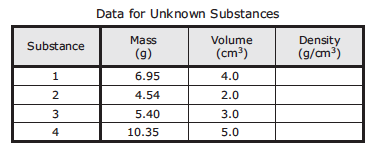 Data for Unknown Substances
Substance Mass (g) Volume (cm³) Density (g/cm³)
1 6.95 4.0
2 4.54 2.0
3 5.40 3.0
4 10.35 5.0